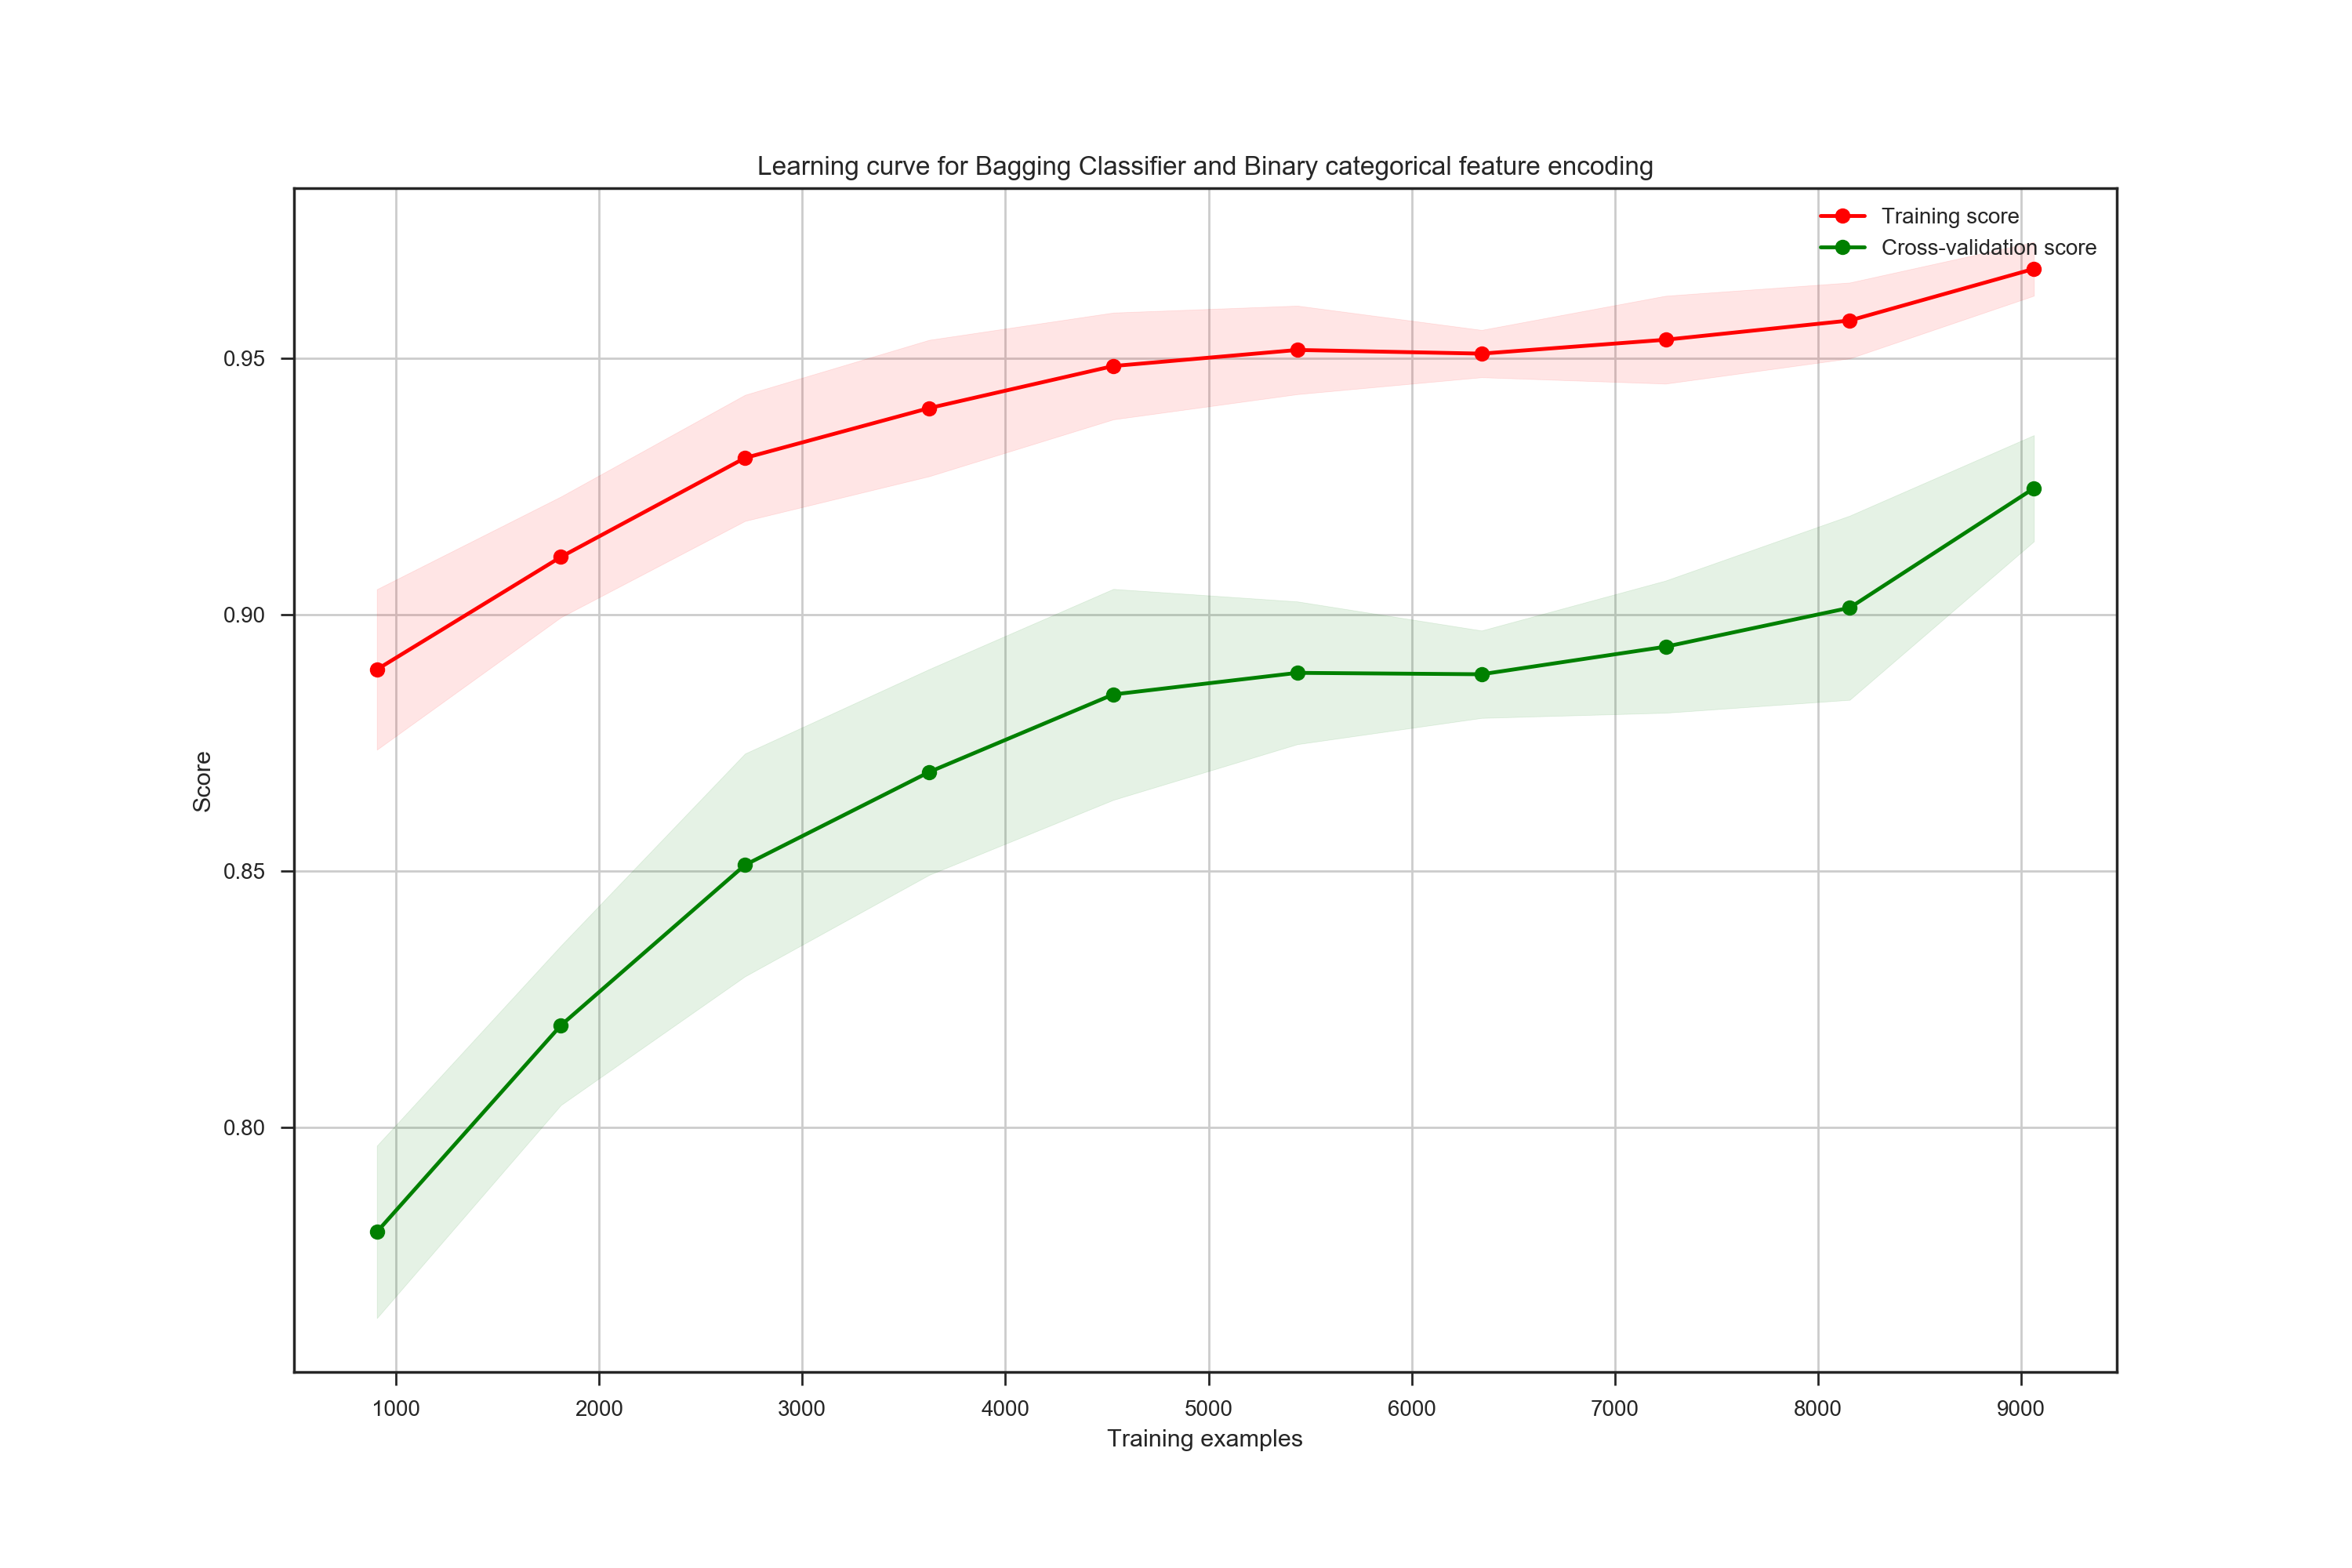 Learning curve for Bagging Classifier and Binary categorical feature encoding
Training score
Cross-validation score
0.95
0.90
0.85
0.80
Score
1000 2000 3000 4000 5000 6000 7000 8000 9000
Training examples